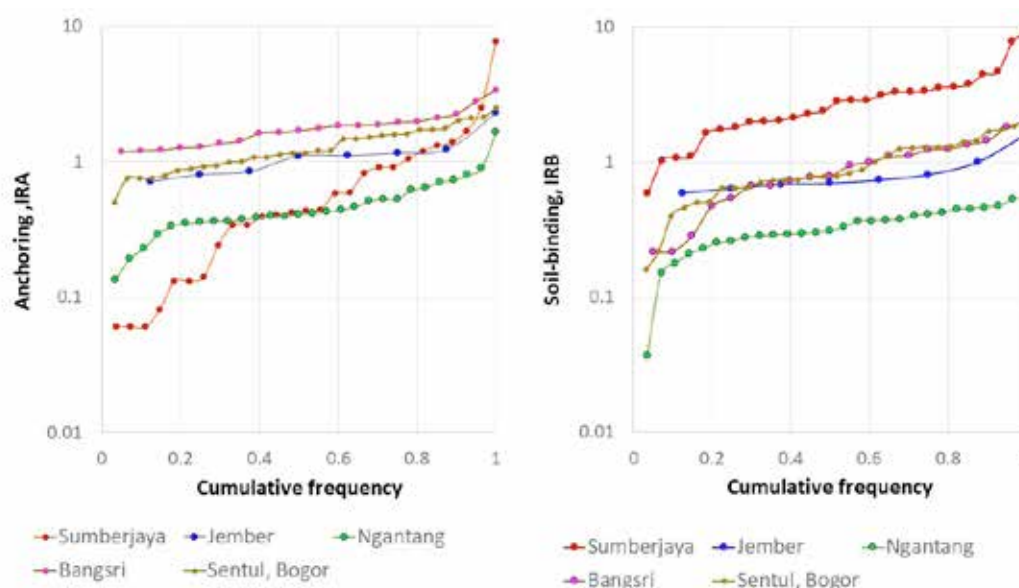 10
1
0.1
0.01
Anchoring ,IRA
0 0.2 0.4 0.6 0.8 1
Cumulative frequency
Sumberjaya Jember Ngantang
Bangsri Sentul, Bogor
10
1
0.1
0.01
Soil-binding, IRB
0 0.2 0.4 0.6 0.8 1
Cumulative frequency
Sumberjaya Jember Ngantang
Bangsri Sentul, Bogor